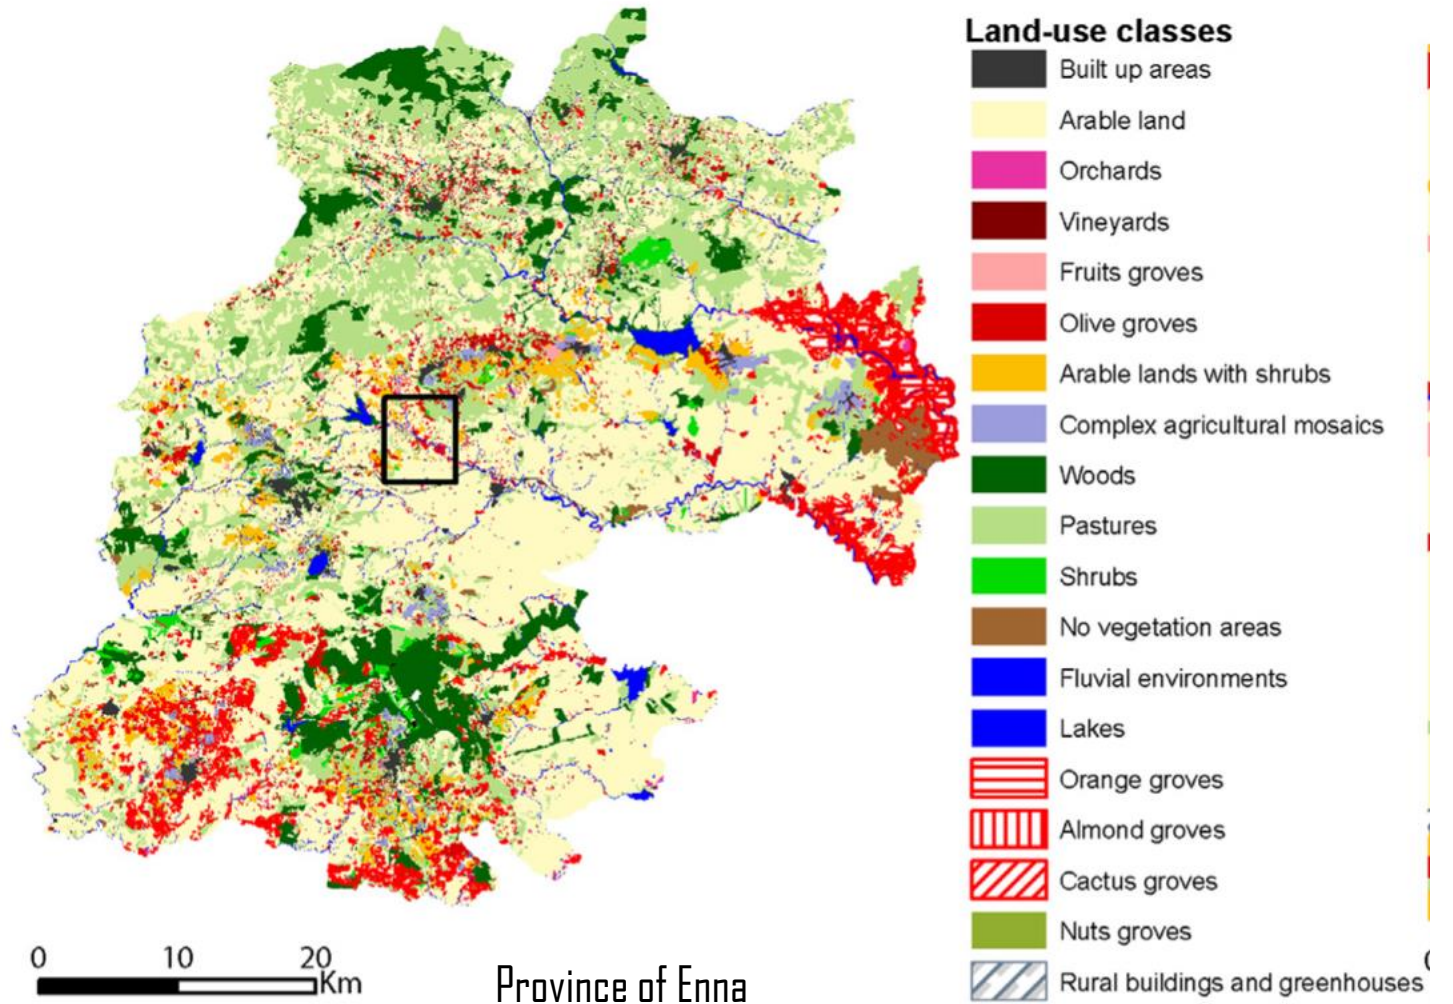 Land-use classes
Built up areas
Arable land
Orchards
Vineyards
Fruits groves
Olive groves
Arable lands with shrubs
Complex agricultural mosaics
Woods
Pastures
Shrubs
No vegetation areas
Fluvial environments
Lakes
Orange groves
Almond groves
Cactus groves
Nuts groves
Rural buildings and greenhouses
0 10 20
Km
Province of Enna